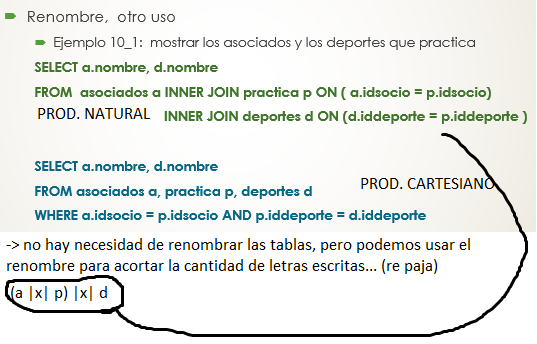 Renombre, otro uso
Ejemplo 10_1: mostrar los asociados y los deportes que practica
SELECT a.nombre, d.nombre
FROM asociados a INNER JOIN practica p ON ( a.idsocio = p.idsocio)
PROD. NATURAL INNER JOIN deportes d ON (d.iddeporte = p.iddeporte )
SELECT a.nombre, d.nombre
PROD. CARTESIANO
FROM asociados a, practica p, deportes d
WHERE a.idsocio = p.idsocio AND p.iddeporte = d.iddeporte
-> no hay necesidad de renombrar las tablas, pero podemos usar el
renombre para acortar la cantidad de letras escritas... (re paja)
(a |x| p) |x| d